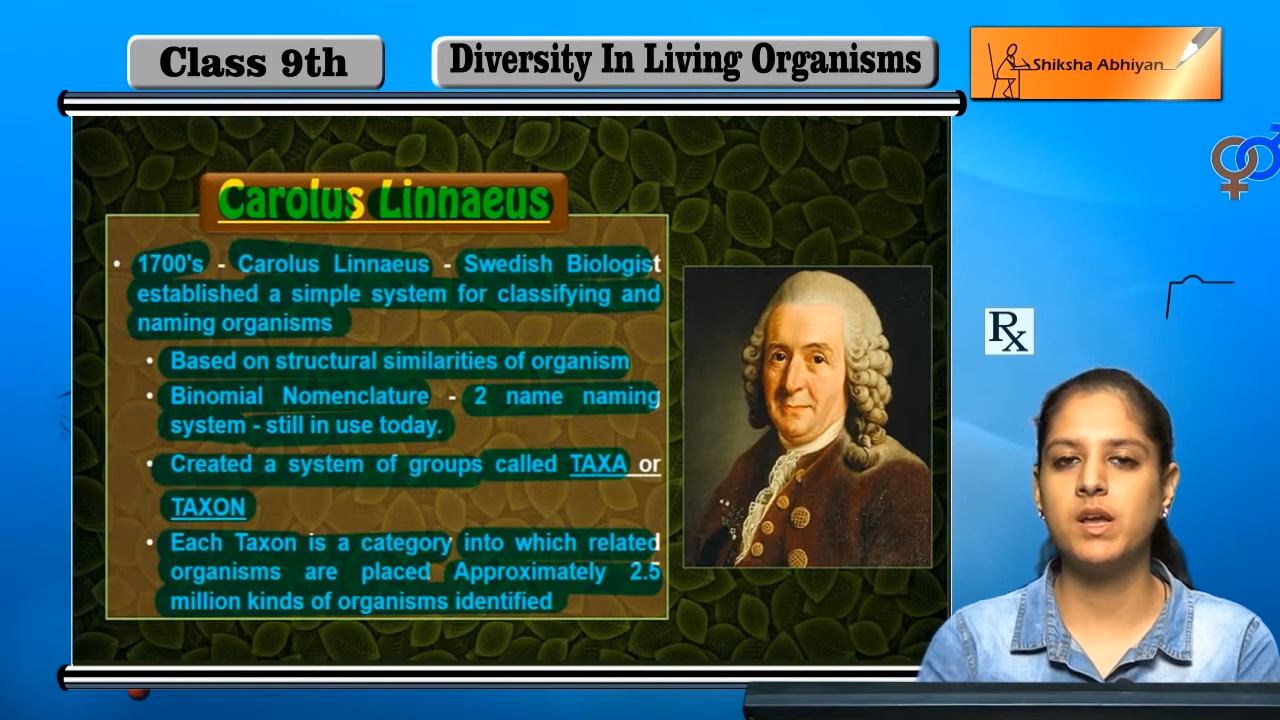 Class 9th
Diversity In Living Organisms
Shiksha Abhiyan
Carolus Linnaeus
• 1700's - Carolus Linnaeus - Swedish Biologist
established a simple system for classifying and
naming organisms
• Based on structural similarities of organism
• Binomial Nomenclature - 2 name naming
system - still in use today.
• Created a system of groups called TAXA or
TAXON
• Each Taxon is a category into which related
organisms are placed Approximately 2.5
million kinds of organisms identified
Rx